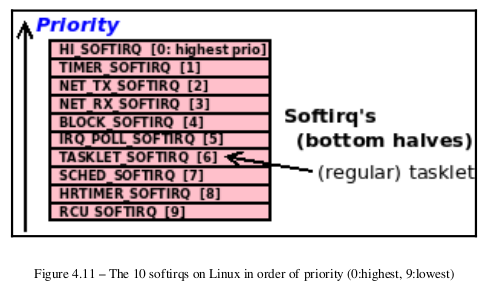 Priority
HI_SOFTIRQ [0: highest prio]
TIMER_SOFTIRQ [1]
NET_TX_SOFTIRQ [2]
NET_RX_SOFTIRQ [3]
BLOCK_SOFTIRQ [4]
IRQ_POLL_SOFTIRQ [5]
TASKLET_SOFTIRQ [6]
SCHED_SOFTIRQ [7]
HRTIMER_SOFTIRQ [8]
RCU_SOFTIRQ [9]
SoftIrq's
(bottom halves)
(regular) tasklet
Figure 4.11 – The 10 softirqs on Linux in order of priority (0:highest, 9:lowest)